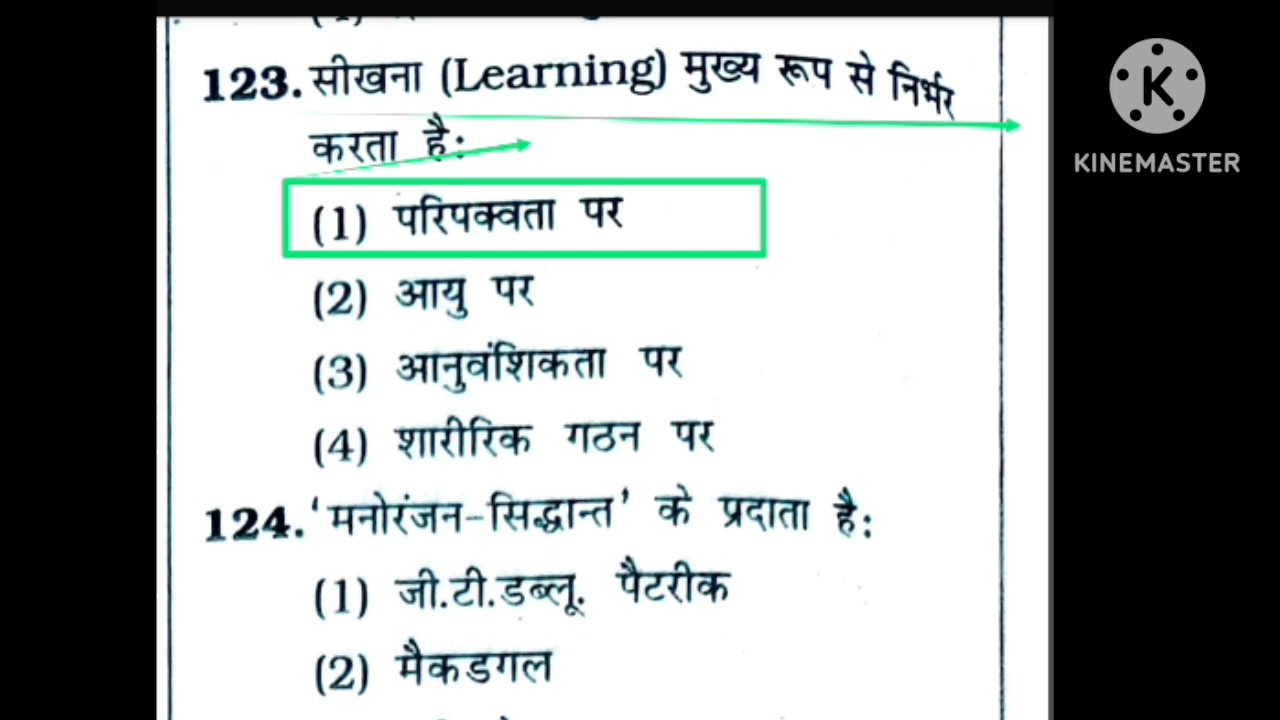 123. सीखना (Learning) मुख्य रूप से निर्भर
करता है:
(1) परिपक्वता पर
(2) आयु पर
(3) आनुवंशिकता पर
(4) शारीरिक गठन पर
124. 'मनोरंजन-सिद्धान्त' के प्रदाता है:
(1) जी.टी.डब्लू. पैटरीक
(2) मैकडगल
KINEMASTER